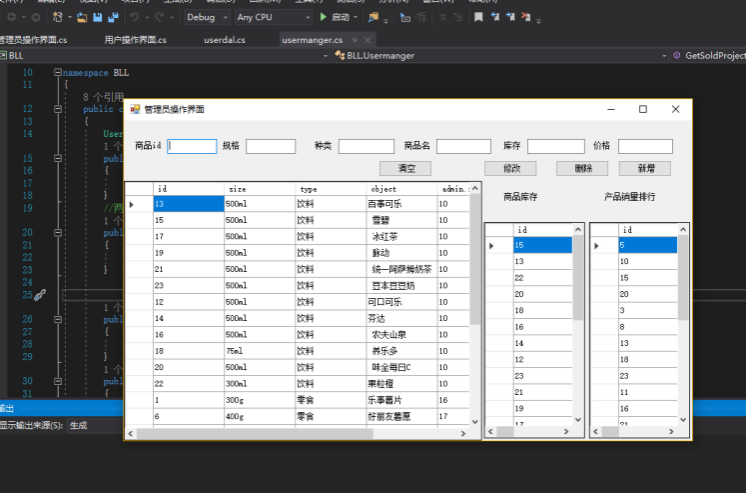 Debug Any CPU 启动
管理员操作界面.cs 用户操作界面.cs userdal.cs usermanger.cs
BLL BLL.Usermanger GetSoldProject
10 namespace BLL
11 {
8 个引用
12 public
13 {
14 User
1 个
15 publ
16 {
17
18 }
19 //两
1 个
20 publ
21 {
22
23 }
24
25
1 个
26 publ
27 {
28
29 }
1 个
30 publ
31 {
输出
显示输出来源(S): 生成
管理员操作界面
商品id 规格 种类 商品名 库存 价格
清空 修改 删除 新增
id size type object admin
13 500ml 饮料 百事可乐 10
15 500ml 饮料 雪碧 10
17 500ml 饮料 冰红茶 10
19 500ml 饮料 脉动 10
21 500ml 饮料 统一阿萨姆奶茶 10
23 500ml 饮料 豆本豆豆奶 10
12 500ml 饮料 可口可乐 10
14 500ml 饮料 芬达 10
16 500ml 饮料 农夫山泉 10
18 75ml 饮料 养乐多 10
20 500ml 饮料 味全每日C 10
22 300ml 饮料 果粒橙 10
1 300g 零食 乐事薯片 16
6 400g 零食 好丽友薯愿 17
商品库存
id
15
13
22
20
18
16
14
12
23
21
19
17
产品销量排行
id
5
10
15
20
3
8
13
18
23
11
16
21